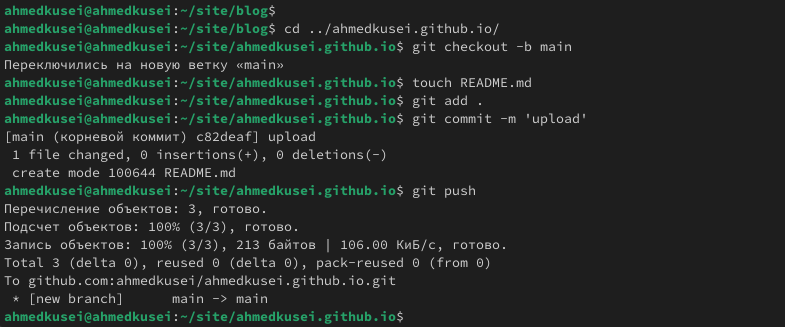 ahmedkusei@ahmedkusei:~/site/blog$
ahmedkusei@ahmedkusei:~/site/blog$ cd ../ahmedkusei.github.io/
ahmedkusei@ahmedkusei:~/site/ahmedkusei.github.io$ git checkout -b main
Переключились на новую ветку «main»
ahmedkusei@ahmedkusei:~/site/ahmedkusei.github.io$ touch README.md
ahmedkusei@ahmedkusei:~/site/ahmedkusei.github.io$ git add .
ahmedkusei@ahmedkusei:~/site/ahmedkusei.github.io$ git commit -m 'upload'
[main (корневой коммит) c82deaf] upload
 1 file changed, 0 insertions(+), 0 deletions(-)
 create mode 100644 README.md
ahmedkusei@ahmedkusei:~/site/ahmedkusei.github.io$ git push
Перечисление объектов: 3, готово.
Подсчет объектов: 100% (3/3), готово.
Запись объектов: 100% (3/3), 213 байтов | 106.00 КиБ/с, готово.
Total 3 (delta 0), reused 0 (delta 0), pack-reused 0 (from 0)
To github.com:ahmedkusei/ahmedkusei.github.io.git
 * [new branch]      main -> main
ahmedkusei@ahmedkusei:~/site/ahmedkusei.github.io$